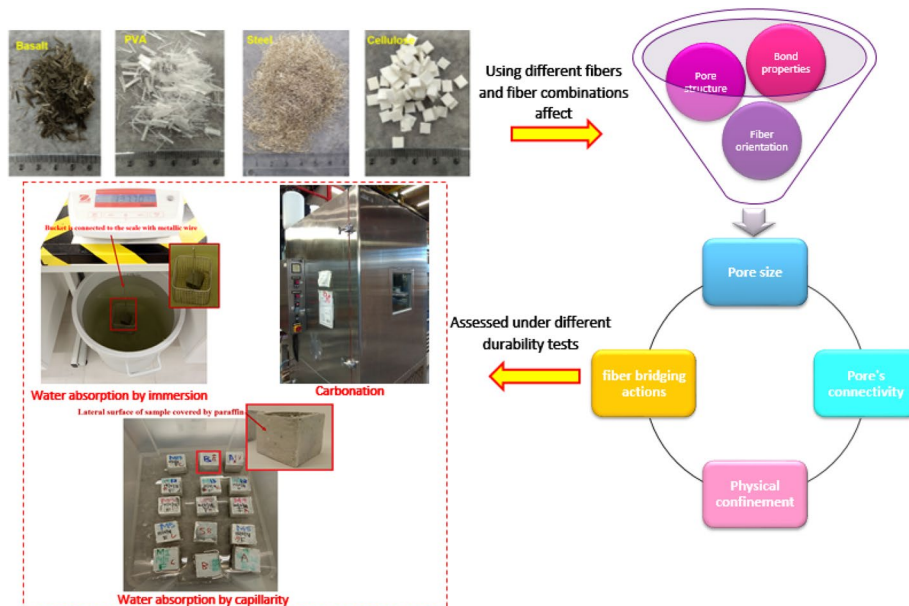 Basalt
PVA
Steel
Cellulose
Using different fibers
and fiber combinations
affect
Pore
structure
Bond
properties
Fiber
orientation
Bucket is connected to the scale with metallic wire
Water absorption by immersion
Carbonation
Lateral surface of sample covered by paraffin
Water absorption by capillarity
Assessed under different
durability tests
Pore size
fiber bridging
actions
Pore's
connectivity
Physical
confinement